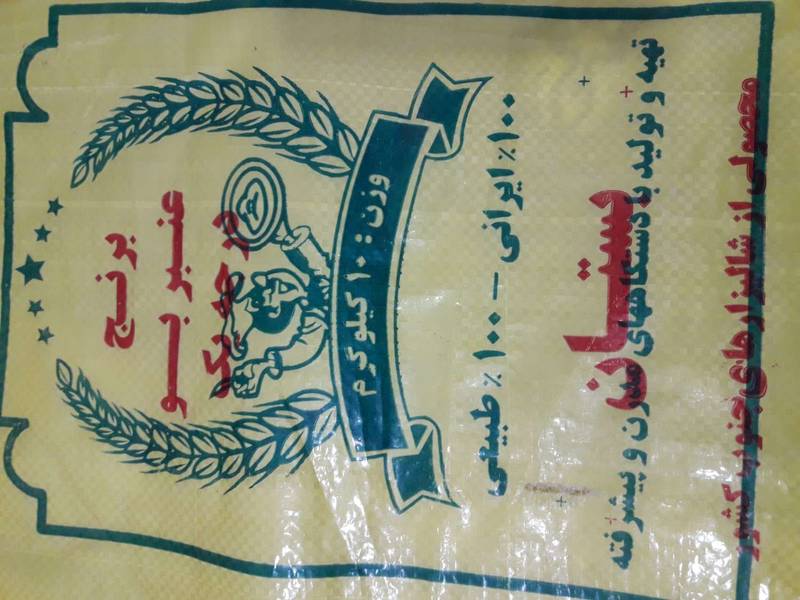 برنج
عنبر بو
درجه یک
وزن : ۱۰ کیلوگرم
۱۰۰٪ ایرانی – ۱۰۰٪ طبیعی
بستان
تهیه و تولید با دستگاههای مدرن و پیشرفته
محصولی از شالیزارهای جنوب کشور